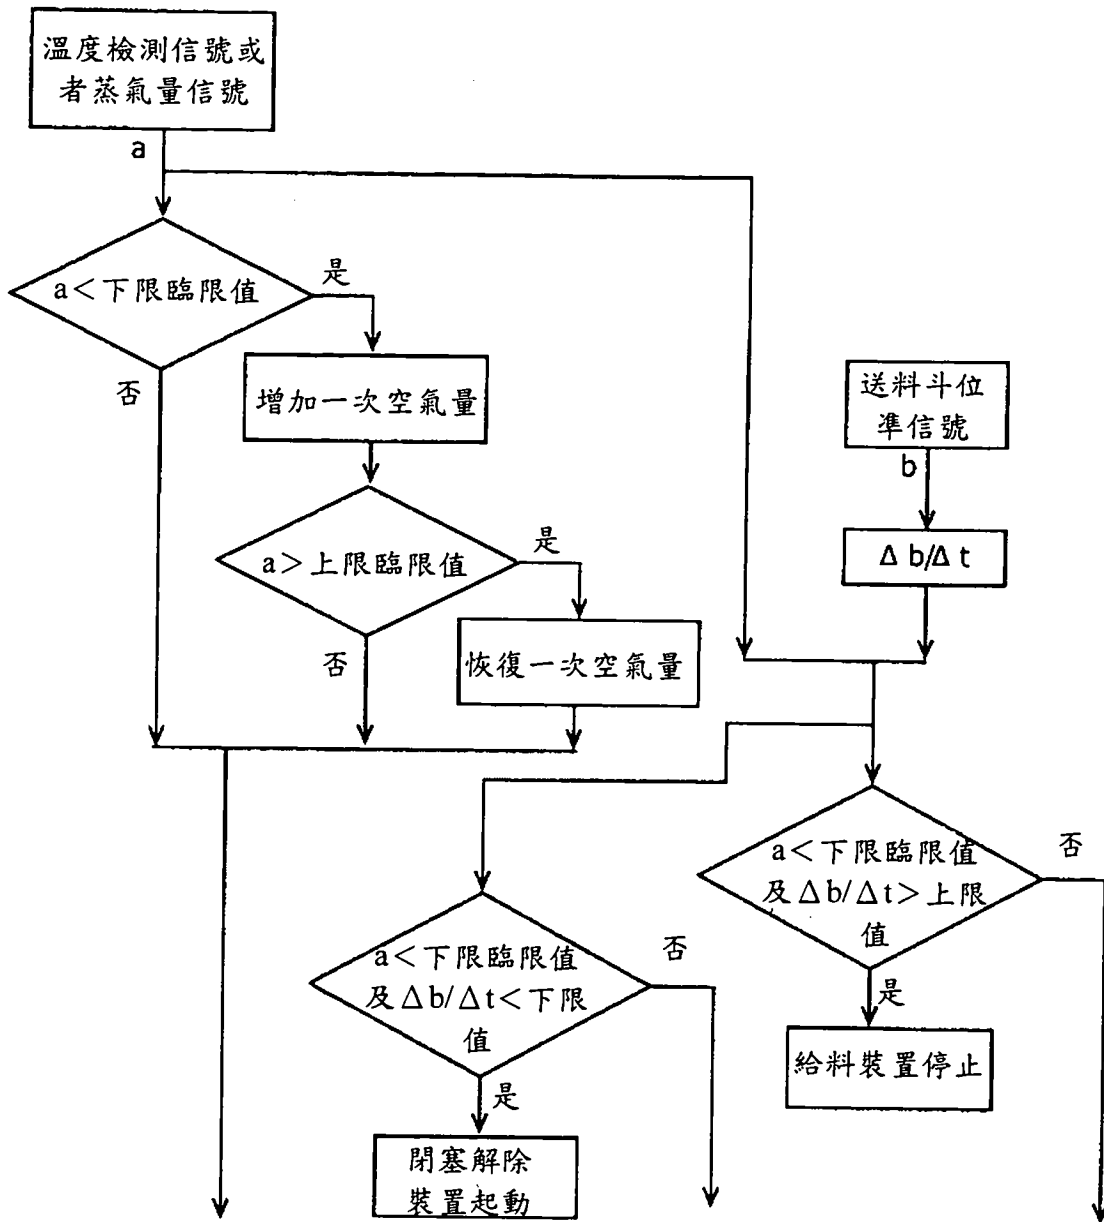 溫度檢測信號或
者蒸氣量信號
a
a＜下限臨限值
是
否
增加一次空氣量
送料斗位
準信號
b
Δ b/Δ t
a＞上限臨限值
是
否
恢復一次空氣量
a＜下限臨限值
及Δb/Δt＞上限
值
否
是
給料裝置停止
a＜下限臨限值
及Δb/Δt＜下限
值
否
是
閉塞解除
裝置起動